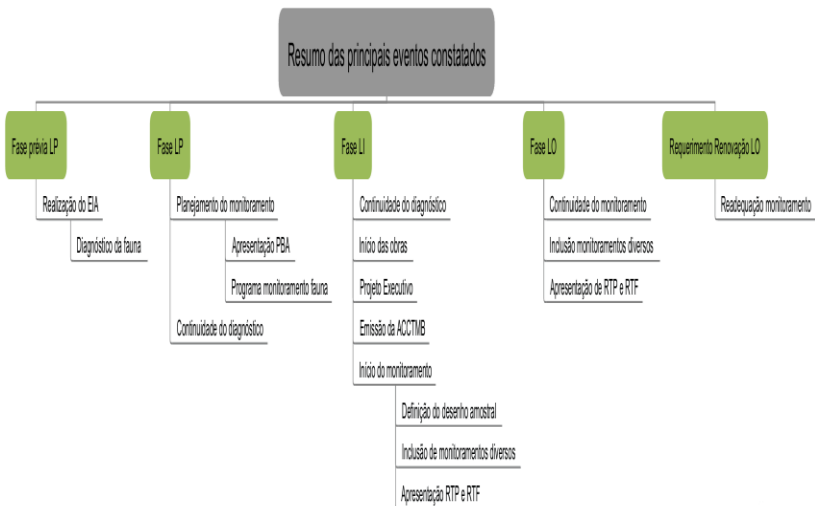 Resumo das principais eventos constatados
Fase prévia LP
Realização do EIA
Diagnóstico da fauna
Fase LP
Planejamento do monitoramento
Apresentação PBA
Programa monitoramento fauna
Continuidade do diagnóstico
Fase LI
Continuidade do diagnóstico
Início das obras
Projeto Executivo
Emissão da ACCTMB
Início do monitoramento
Definição do desenho amostral
Inclusão de monitoramentos diversos
Apresentação RTP e RTF
Fase LO
Continuidade do monitoramento
Inclusão monitoramentos diversos
Apresentação de RTP e RTF
Requerimento Renovação LO
Readequação monitoramento